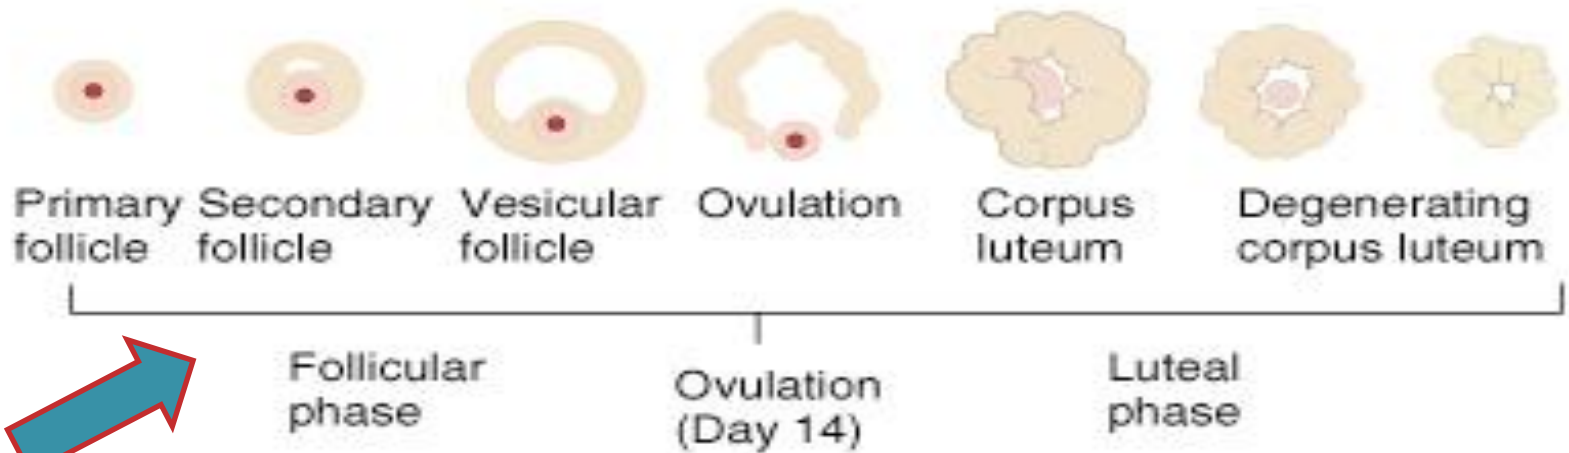 Primary follicle
Secondary follicle
Vesicular follicle
Ovulation
Corpus luteum
Degenerating corpus luteum
Follicular phase
Ovulation (Day 14)
Luteal phase